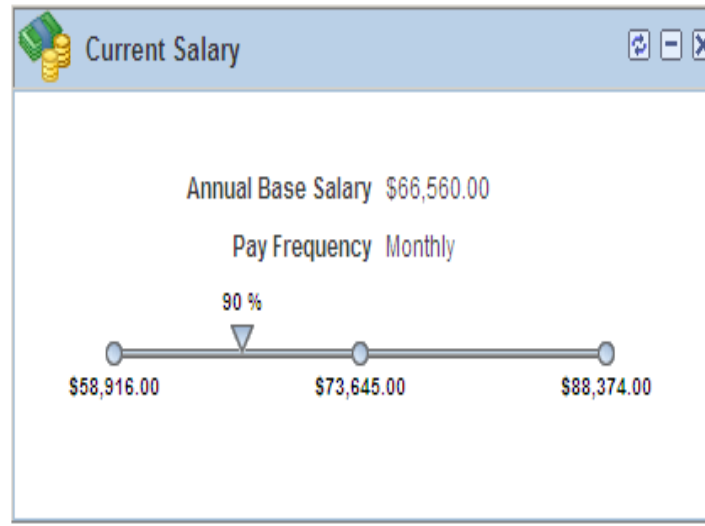 Current Salary
Annual Base Salary $66,560.00
Pay Frequency Monthly
90 %
$58,916.00 $73,645.00 $88,374.00